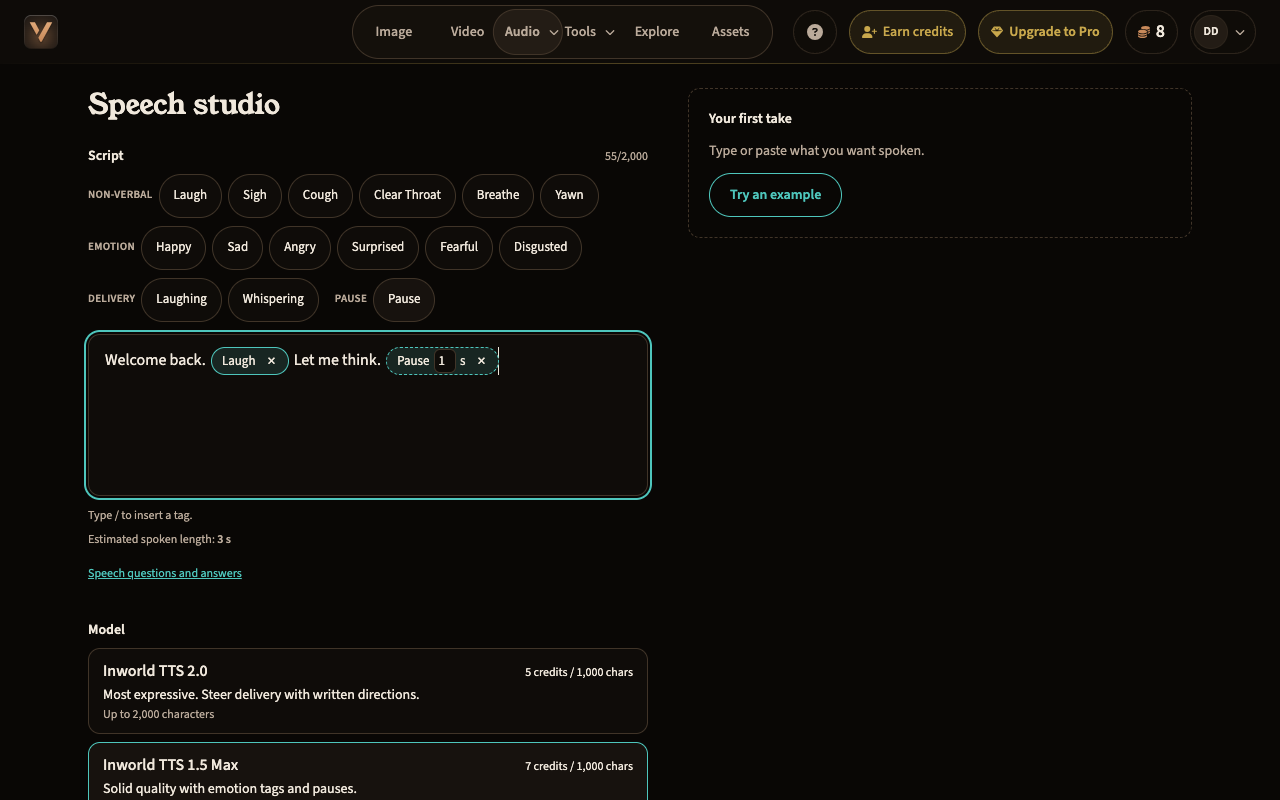 Image Video Audio Tools Explore Assets ? Earn credits Upgrade to Pro 8 DD
Speech studio
Script 55/2,000
NON-VERBAL Laugh Sigh Cough Clear Throat Breathe Yawn
EMOTION Happy Sad Angry Surprised Fearful Disgusted
DELIVERY Laughing Whispering PAUSE Pause
Welcome back. Laugh × Let me think. Pause 1 s ×
Type / to insert a tag.
Estimated spoken length: 3 s
Speech questions and answers
Model
Inworld TTS 2.0 5 credits / 1,000 chars
Most expressive. Steer delivery with written directions.
Up to 2,000 characters
Inworld TTS 1.5 Max 7 credits / 1,000 chars
Solid quality with emotion tags and pauses.
Your first take
Type or paste what you want spoken.
Try an example